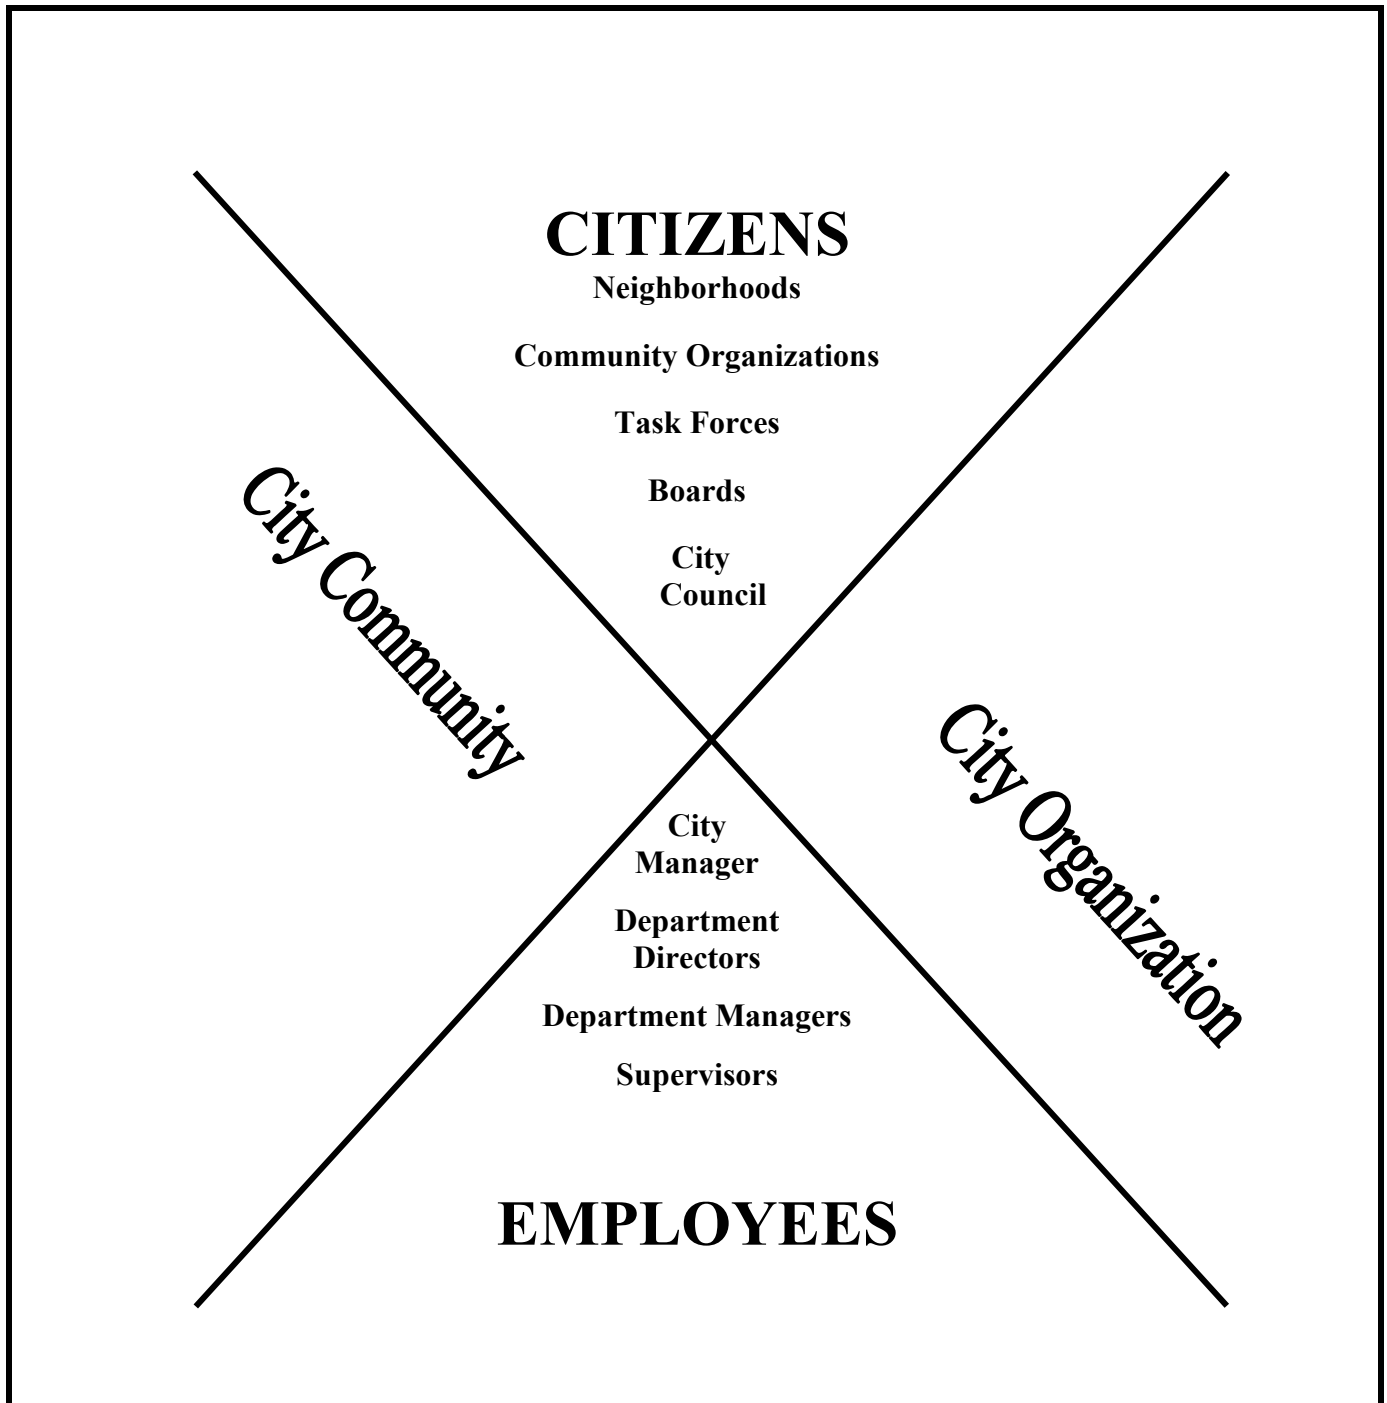 CITIZENS
Neighborhoods
Community Organizations
Task Forces
Boards
City
Council
City Community
City Organization
City
Manager
Department
Directors
Department Managers
Supervisors
EMPLOYEES